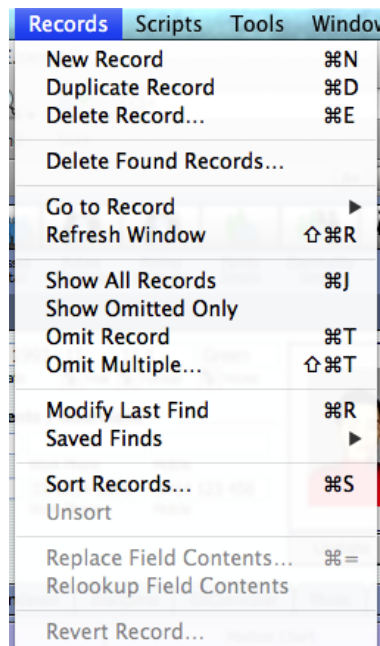 Records Scripts Tools Window
New Record ⌘N
Duplicate Record ⌘D
Delete Record... ⌘E
Delete Found Records...
Go to Record ▶
Refresh Window ⇧⌘R
Show All Records ⌘J
Show Omitted Only
Omit Record ⌘T
Omit Multiple... ⇧⌘T
Modify Last Find ⌘R
Saved Finds ▶
Sort Records... ⌘S
Unsort
Replace Field Contents... ⌘=
Relookup Field Contents
Revert Record...